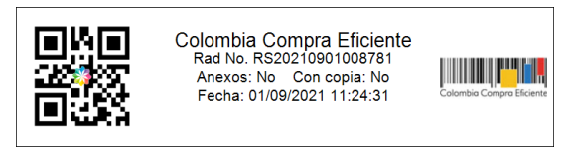 Colombia Compra Eficiente
Rad No. RS20210901008781
Anexos: No    Con copia: No
Fecha: 01/09/2021 11:24:31
Colombia Compra Eficiente